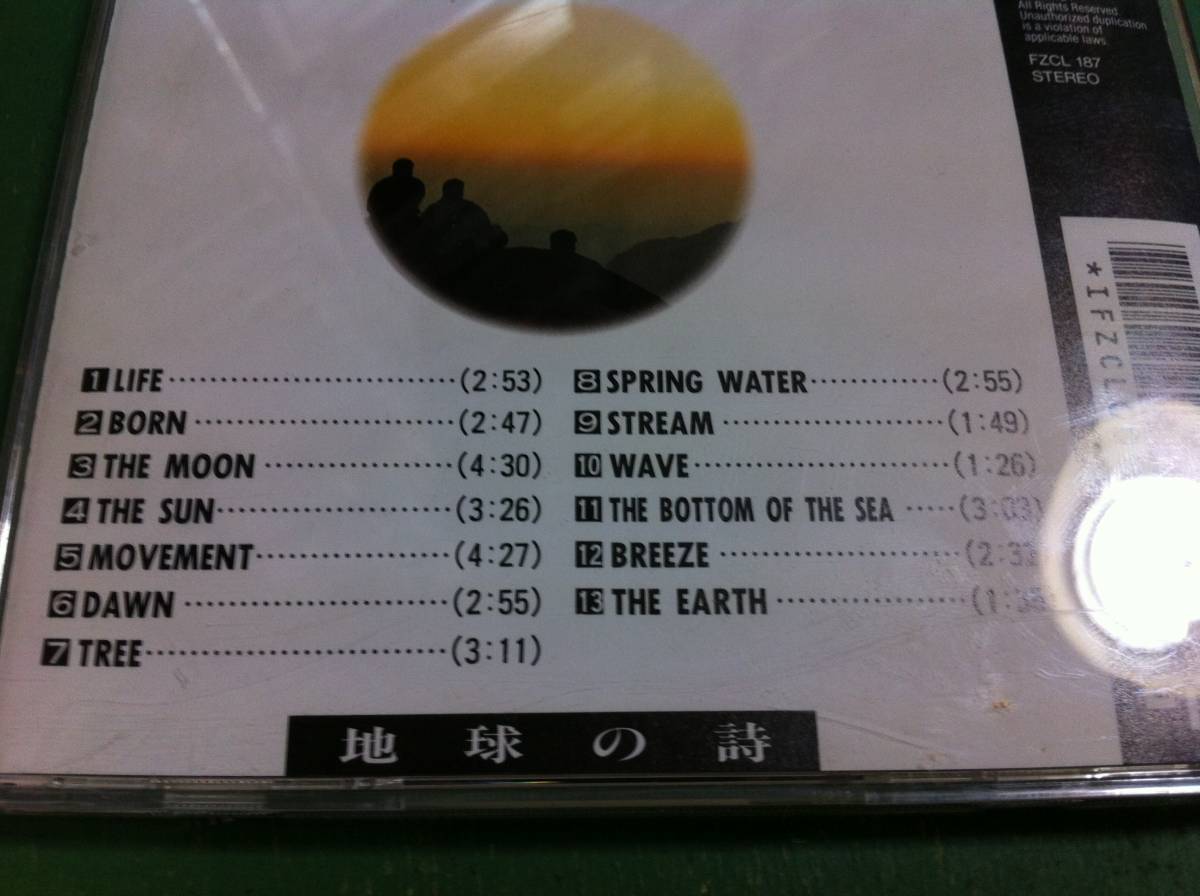 All Rights Reserved.
Unauthorized duplication
is a violation of
applicable laws.
FZCL 187
STEREO
*IFZCL
1 LIFE (2:53)
2 BORN (2:47)
3 THE MOON (4:30)
4 THE SUN (3:26)
5 MOVEMENT (4:27)
6 DAWN (2:55)
7 TREE (3:11)
8 SPRING WATER (2:55)
9 STREAM (1:49)
10 WAVE (1:26)
11 THE BOTTOM OF THE SEA (3:03)
12 BREEZE
13 THE EARTH
地球の詩